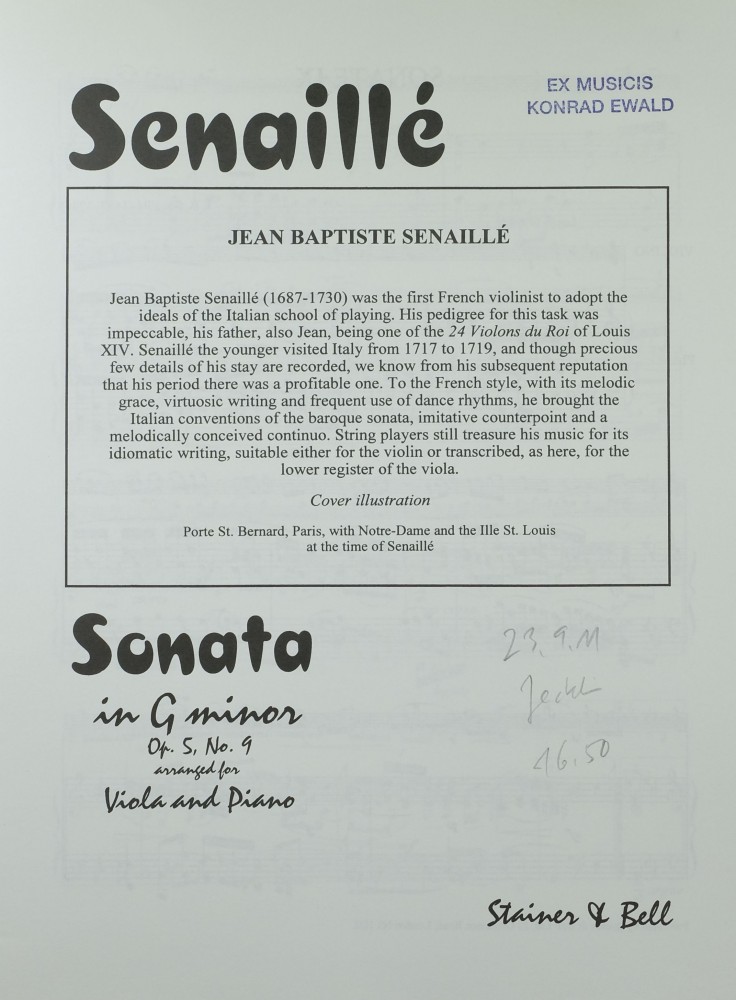 Senaillé
EX MUSICIS
KONRAD EWALD
JEAN BAPTISTE SENAILLÉ
Jean Baptiste Senaillé (1687-1730) was the first French violinist to adopt the
ideals of the Italian school of playing. His pedigree for this task was
impeccable, his father, also Jean, being one of the 24 Violons du Roi of Louis
XIV. Senaillé the younger visited Italy from 1717 to 1719, and though precious
few details of his stay are recorded, we know from his subsequent reputation
that his period there was a profitable one. To the French style, with its melodic
grace, virtuosic writing and frequent use of dance rhythms, he brought the
Italian conventions of the baroque sonata, imitative counterpoint and a
melodically conceived continuo. String players still treasure his music for its
idiomatic writing, suitable either for the violin or transcribed, as here, for the
lower register of the viola.
Cover illustration
Porte St. Bernard, Paris, with Notre-Dame and the Ille St. Louis
at the time of Senaillé
Sonata
in G minor
Op. 5, No. 9
arranged for
Viola and Piano
23.9.11
16.50
Stainer & Bell